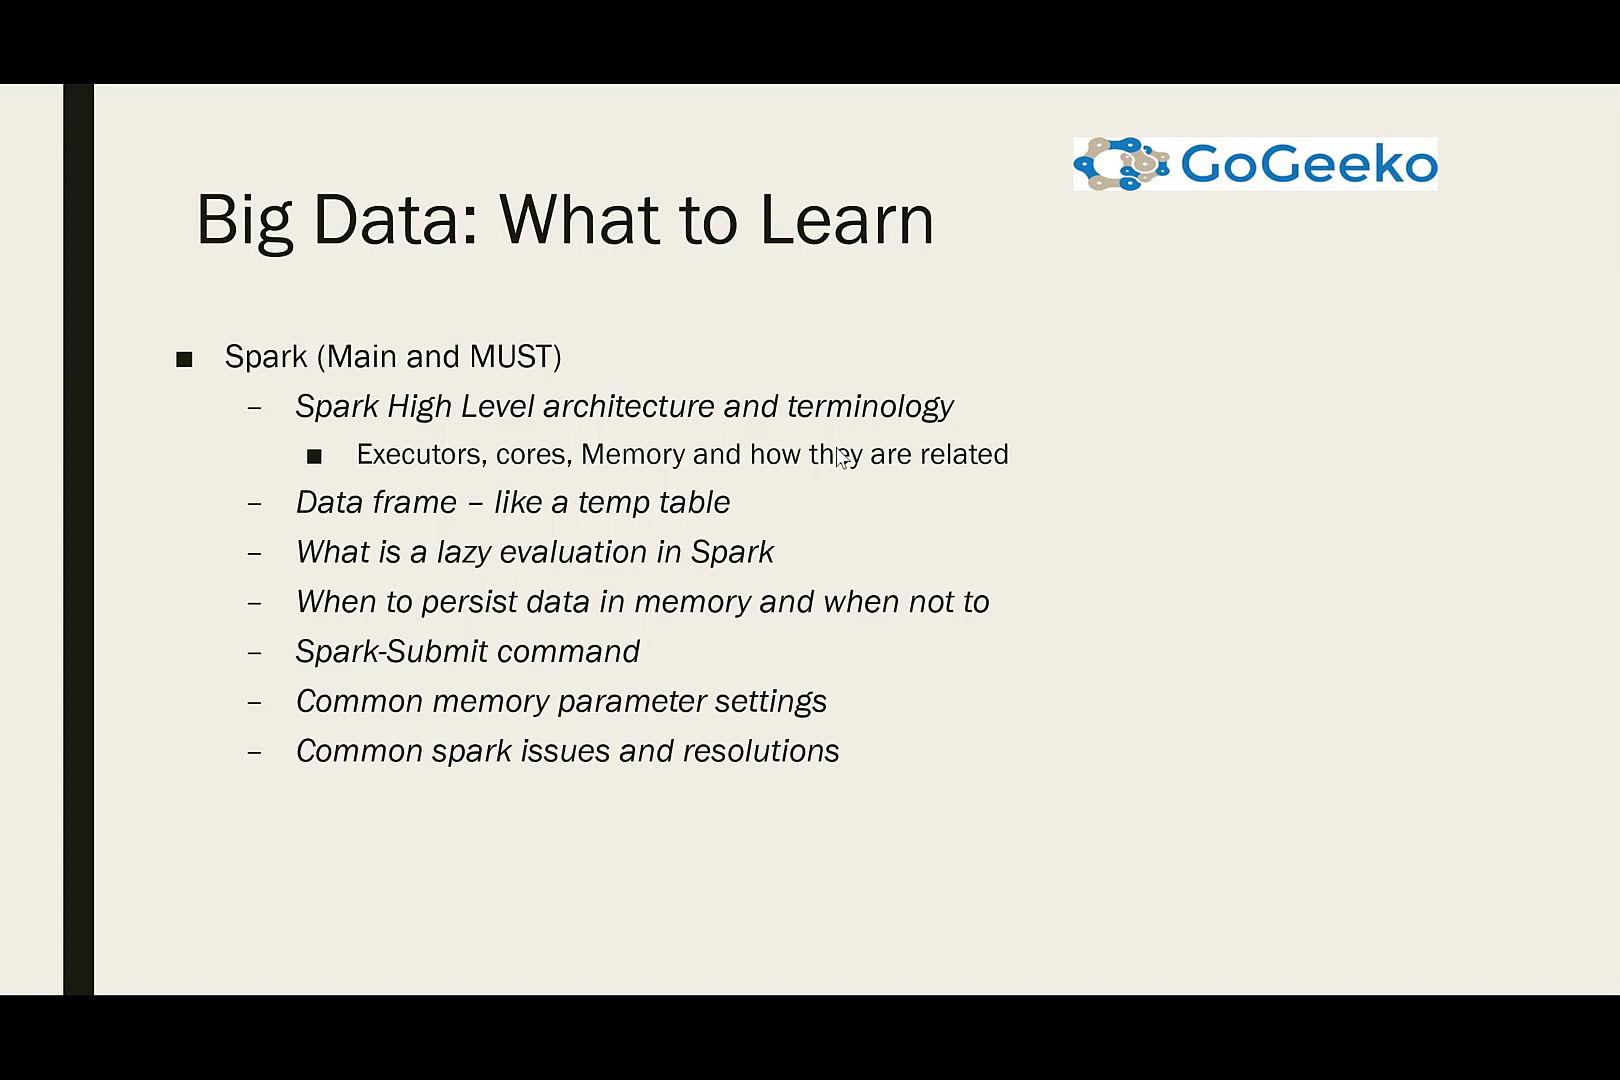 GoGeeko
Big Data: What to Learn
■ Spark (Main and MUST)
– Spark High Level architecture and terminology
■ Executors, cores, Memory and how they are related
– Data frame – like a temp table
– What is a lazy evaluation in Spark
– When to persist data in memory and when not to
– Spark-Submit command
– Common memory parameter settings
– Common spark issues and resolutions